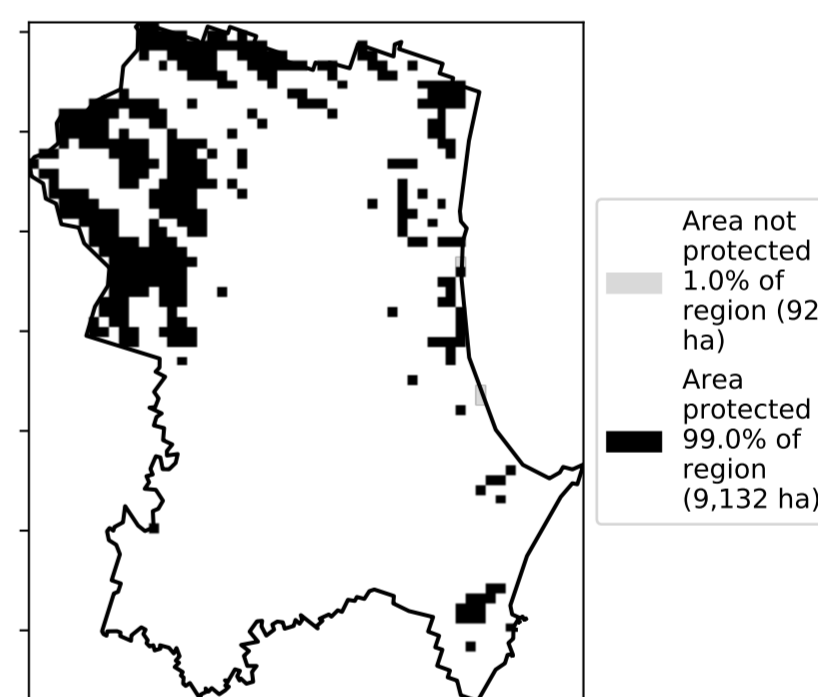 Area not
protected
1.0% of
region (92
ha)
Area
protected
99.0% of
region
(9,132 ha)